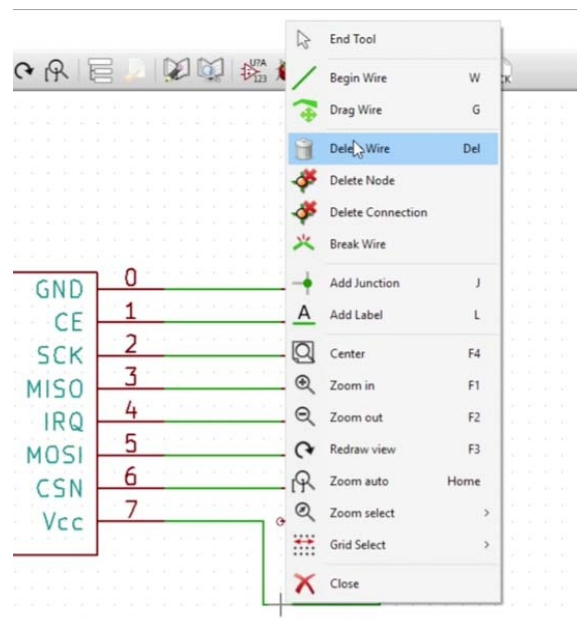 U?A
123
End Tool
Begin Wire W
Drag Wire G
Delete Wire Del
Delete Node
Delete Connection
Break Wire
Add Junction J
A Add Label L
Center F4
Zoom in F1
Zoom out F2
Redraw view F3
Zoom auto Home
Zoom select
Grid Select
Close
GND 0
CE 1
SCK 2
MISO 3
IRQ 4
MOSI 5
CSN 6
Vcc 7